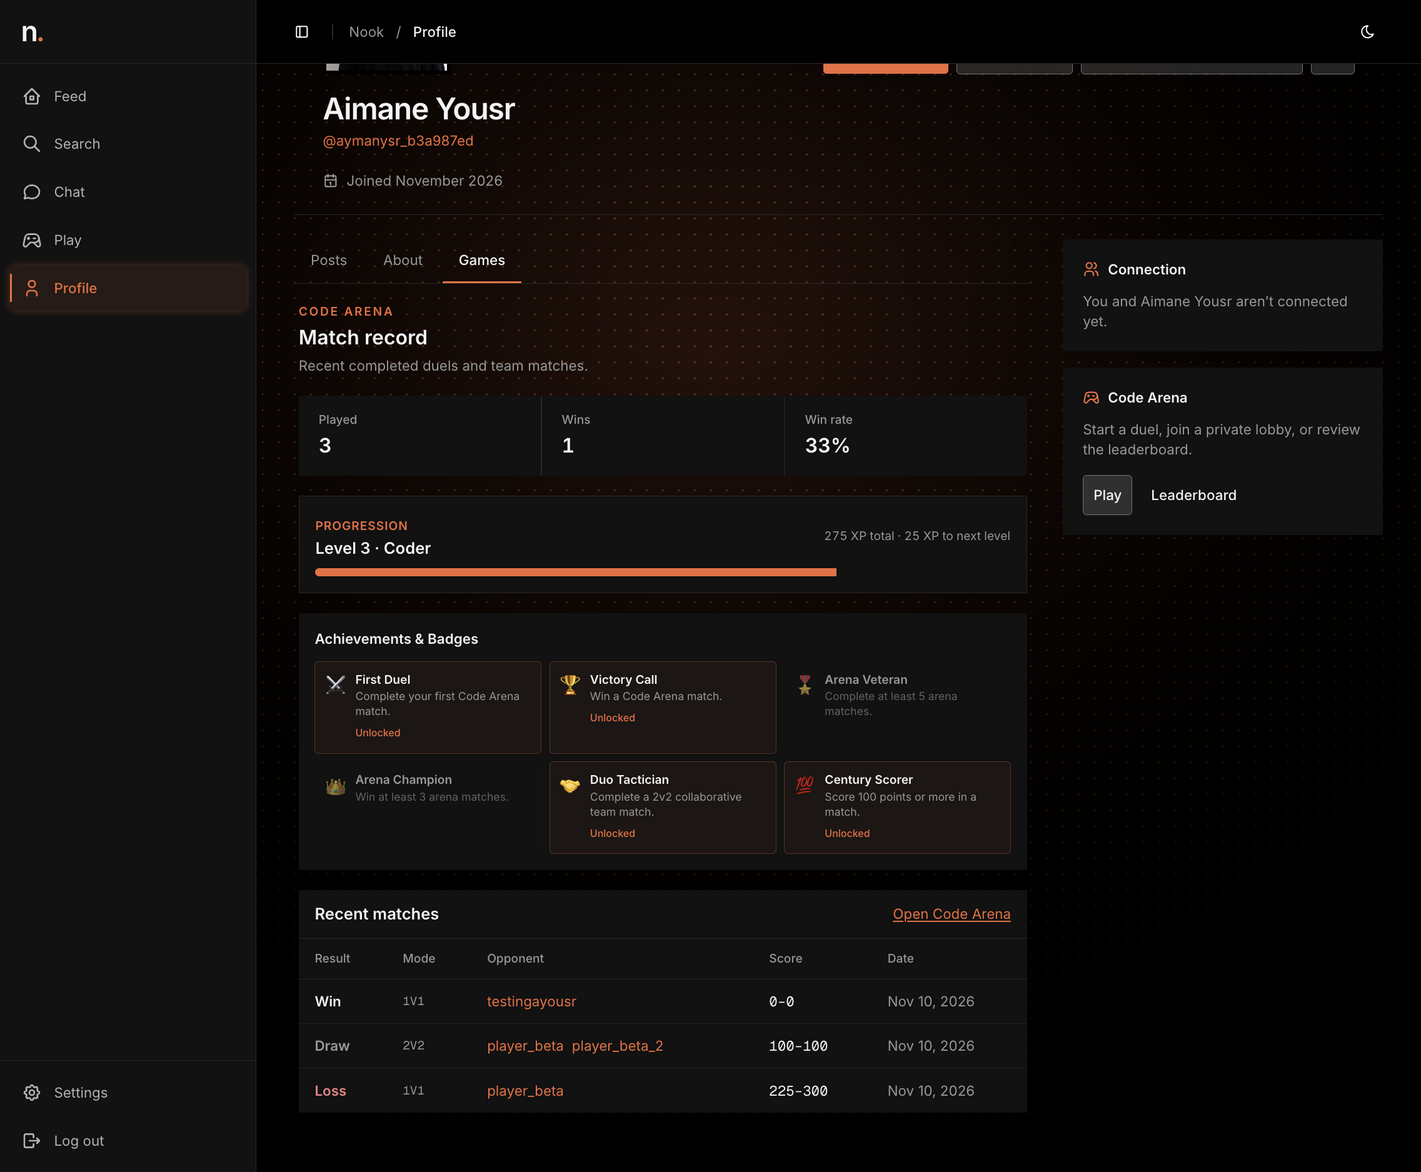 n.
Nook / Profile
Feed
Search
Chat
Play
Profile
Settings
Log out
Aimane Yousr
@aymanysr_b3a987ed
Joined November 2026
Posts About Games
CODE ARENA
Match record
Recent completed duels and team matches.
Played Wins Win rate
3 1 33%
PROGRESSION
Level 3 · Coder
275 XP total · 25 XP to next level
Achievements & Badges
First Duel
Complete your first Code Arena
match.
Unlocked
Victory Call
Win a Code Arena match.
Unlocked
Arena Veteran
Complete at least 5 arena
matches.
Arena Champion
Win at least 3 arena matches.
Duo Tactician
Complete a 2v2 collaborative
team match.
Unlocked
100
Century Scorer
Score 100 points or more in a
match.
Unlocked
Recent matches Open Code Arena
Result Mode Opponent Score Date
Win 1V1 testingayousr 0–0 Nov 10, 2026
Draw 2V2 player_beta player_beta_2 100–100 Nov 10, 2026
Loss 1V1 player_beta 225–300 Nov 10, 2026
Connection
You and Aimane Yousr aren’t connected
yet.
Code Arena
Start a duel, join a private lobby, or review
the leaderboard.
Play Leaderboard